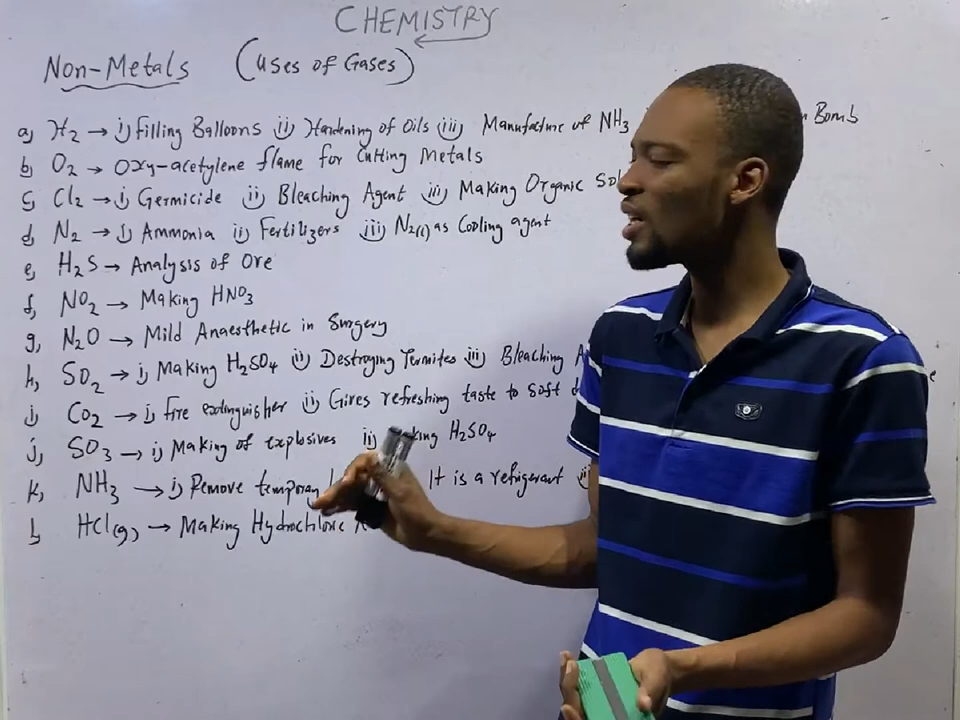 CHEMISTRY
Non-Metals (Uses of Gases)
a, H2 → i) Filling Balloons ii) Hardening of Oils iii) Manufacture of NH3 Bomb
b, O2 → Oxy-acetylene flame for Cutting Metals
c, Cl2 → i) Germicide ii) Bleaching Agent iii) Making Organic
d, N2 → i) Ammonia ii) Fertilizers iii) N2(l) as Cooling agent
e, H2S → Analysis of Ore
f, NO2 → Making HNO3
g, N2O → Mild Anaesthetic in Surgery
h, SO2 → i) Making H2SO4 ii) Destroying Termites iii) Bleaching
i) CO2 → i) Fire extinguisher ii) Gives refreshing taste to Soft
j, SO3 → i) Making of explosives ii) H2SO4
k, NH3 → i) Remove temporary It is a refrigerant
l, HCl(g) → Making Hydrochloric